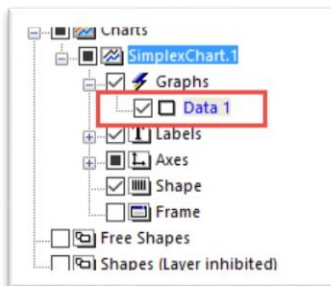 Charts
SimplexChart.1
Graphs
Data 1
Labels
Axes
Shape
Frame
Free Shapes
Shapes (Layer inhibited)